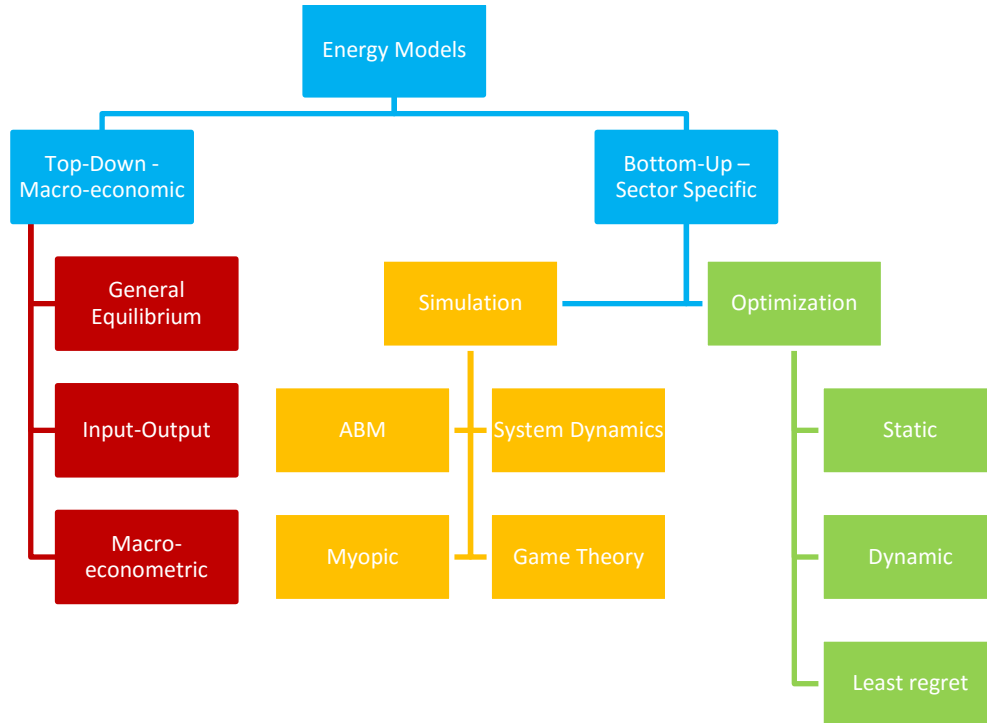 Energy Models
Top-Down -
Macro-economic
Bottom-Up –
Sector Specific
General
Equilibrium
Input-Output
Macro-
econometric
Simulation
ABM
System Dynamics
Myopic
Game Theory
Optimization
Static
Dynamic
Least regret